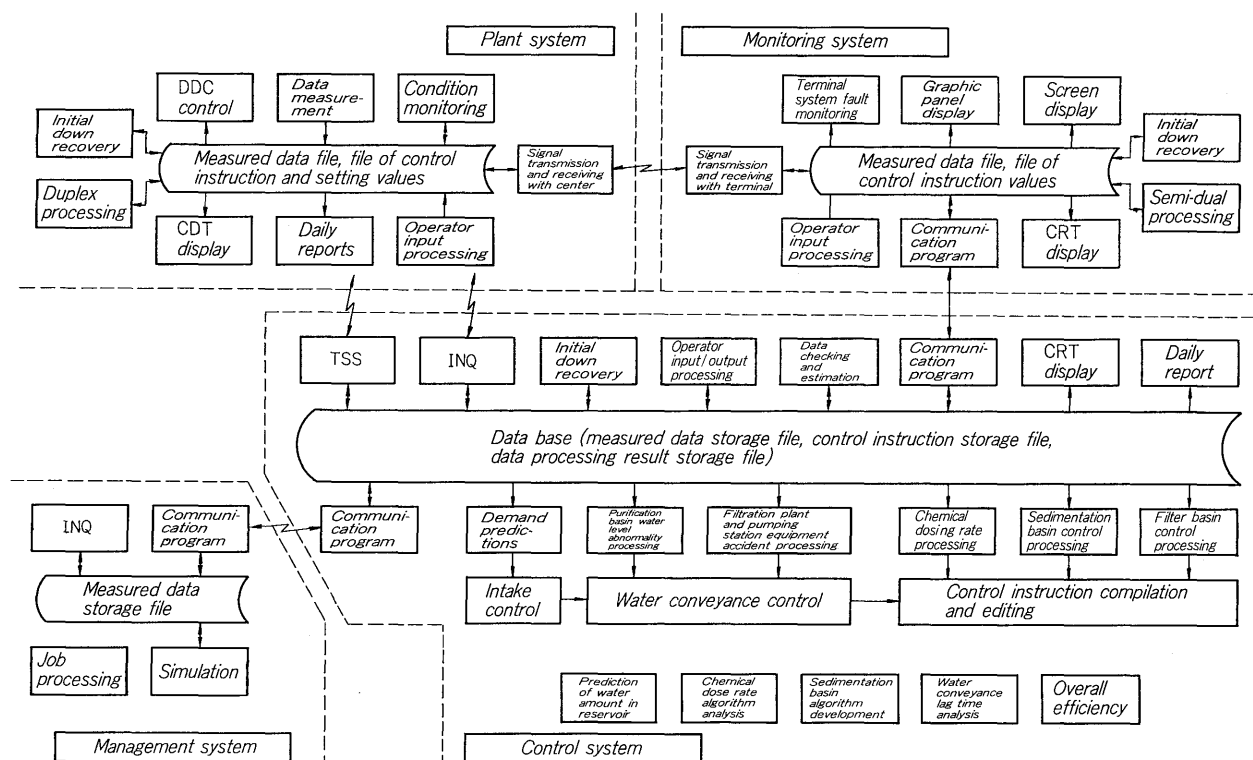 Plant system
Monitoring system
DDC
control
Data
measure-
ment
Condition
monitoring
Initial
down
recovery
Measured data file, file of control
instruction and setting values
Signal
transmission
and receiving
with center
Duplex
processing
CDT
display
Daily
reports
Operator
input
processing
Terminal
system fault
monitoring
Graphic
panel
display
Screen
display
Signal
transmission
and receiving
with terminal
Measured data file, file of
control instruction values
Initial
down
recovery
Semi-dual
processing
Operator
input
processing
Communi-
cation
program
CRT
display
TSS
INQ
Initial
down
recovery
Operator
input/output
processing
Data
checking
and
estimation
Communi-
cation
program
CRT
display
Daily
report
Data base (measured data storage file, control instruction storage file,
data processing result storage file)
INQ
Communi-
cation
program
Communi-
cation
program
Demand
predic-
tions
Purification
basin water
level
abnormality
processing
Filtration plant
and pumping
station equipment
accident processing
Chemical
dosing rate
processing
Sedimentation
basin control
processing
Filter basin
control
processing
Measured data
storage file
Intake
control
Water conveyance control
Control instruction compilation
and editing
Job
processing
Simulation
Prediction
of water
amount in
reservoir
Chemical
dose rate
algorithm
analysis
Sedimentation
basin
algorithm
development
Water
conveyance
lag time
analysis
Overall
efficiency
Management system
Control system